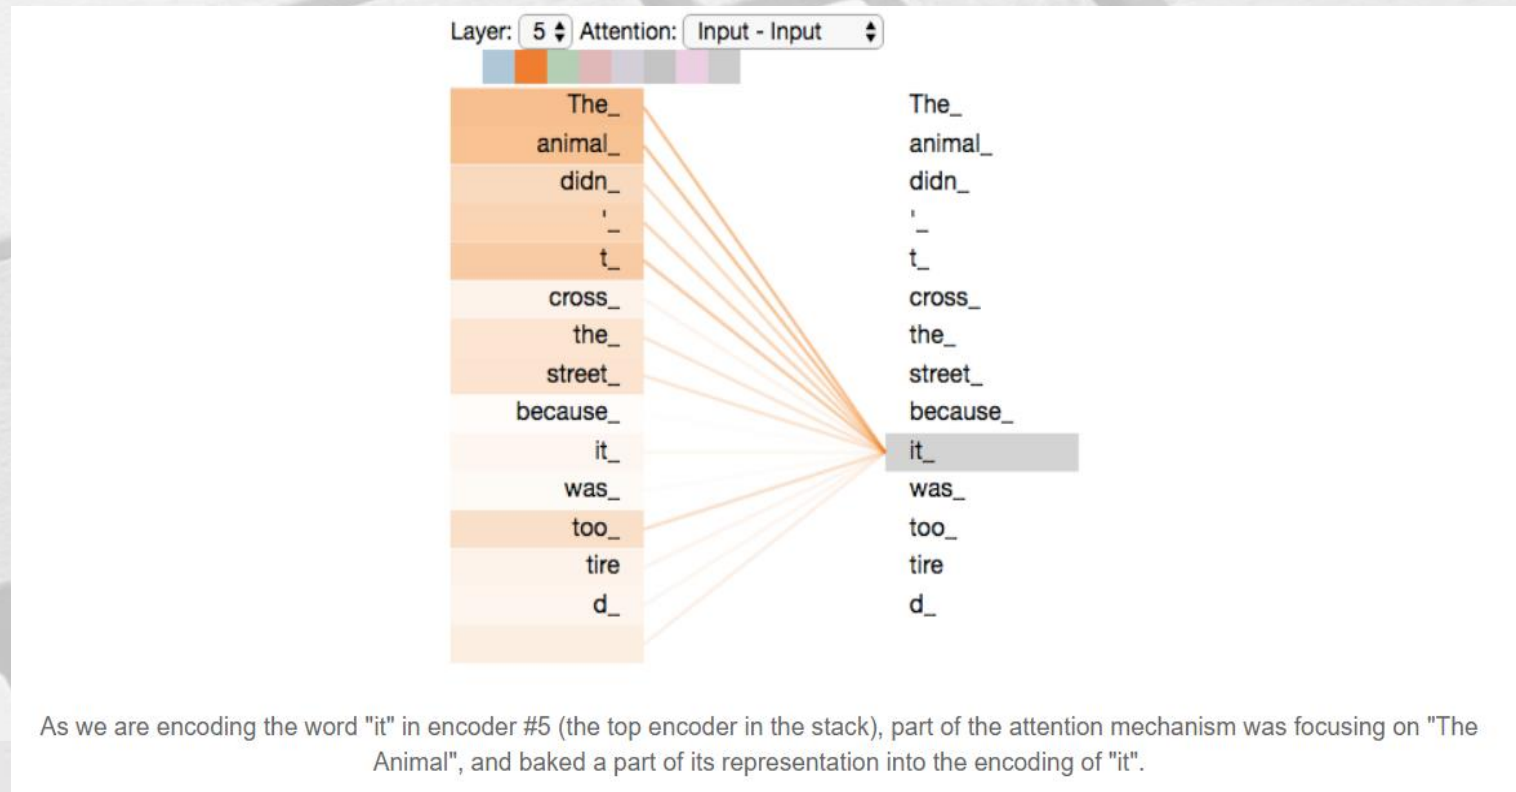 Layer: 5 Attention: Input - Input
The_ The_
animal_ animal_
didn_ didn_
'_ '_
t_ t_
cross_ cross_
the_ the_
street_ street_
because_ because_
it_ it_
was_ was_
too_ too_
tire tire
d_ d_
As we are encoding the word "it" in encoder #5 (the top encoder in the stack), part of the attention mechanism was focusing on "The
Animal", and baked a part of its representation into the encoding of "it".